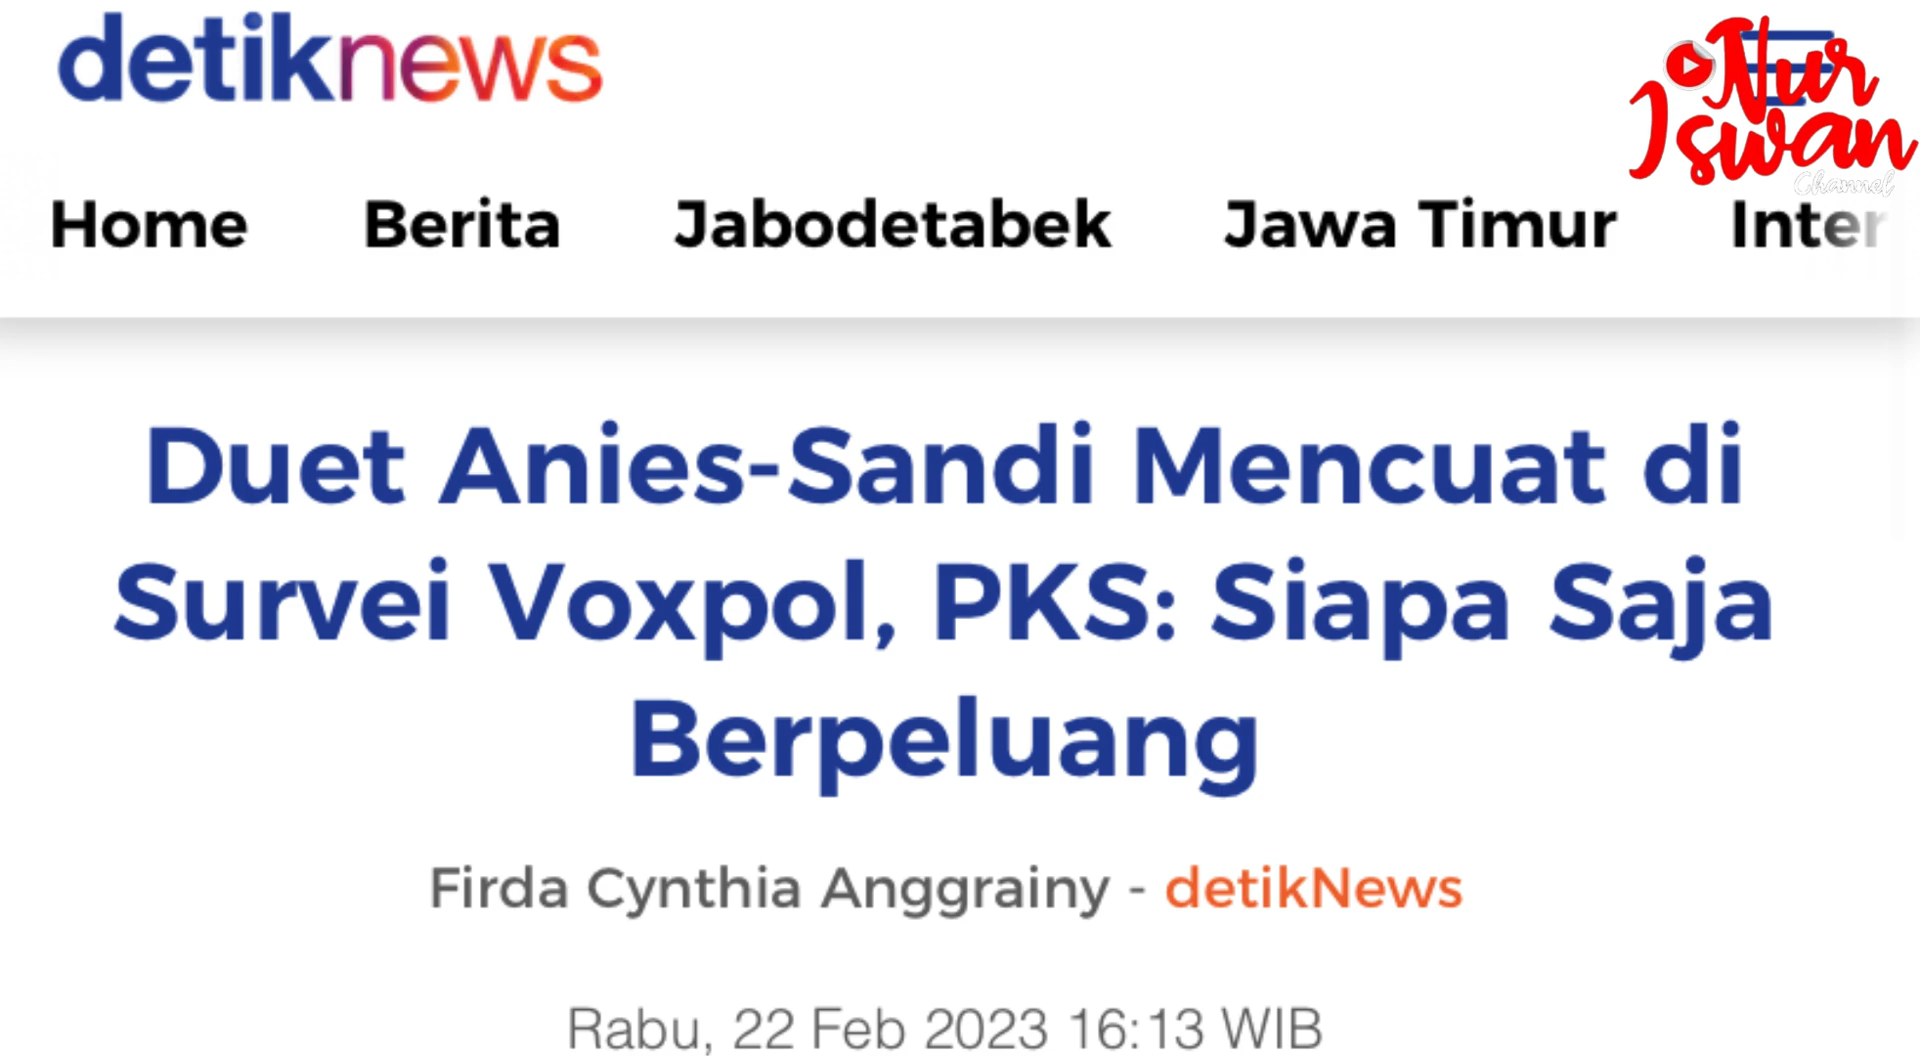 detiknews
Nur
Iswan
Channel
Home Berita Jabodetabek Jawa Timur Inter
Duet Anies-Sandi Mencuat di
Survei Voxpol, PKS: Siapa Saja
Berpeluang
Firda Cynthia Anggrainy - detikNews
Rabu, 22 Feb 2023 16:13 WIB